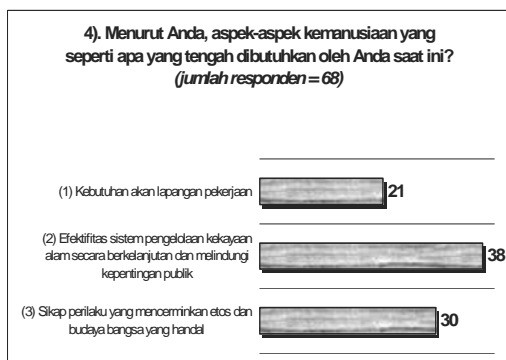 4). Menurut Anda, aspek-aspek kemanusiaan yang
seperti apa yang tengah dibutuhkan oleh Anda saat ini?
(jumlah responden = 68)
(1) Kebutuhan akan lapangan pekerjaan
21
(2) Efektifitas sistem pengeldaan kekayaan
alam secara berkelanjutan dan melindungi
kepentingan publik
38
(3) Sikap perilaku yang mencerminkan etos dan
budaya bangsa yang handal
30